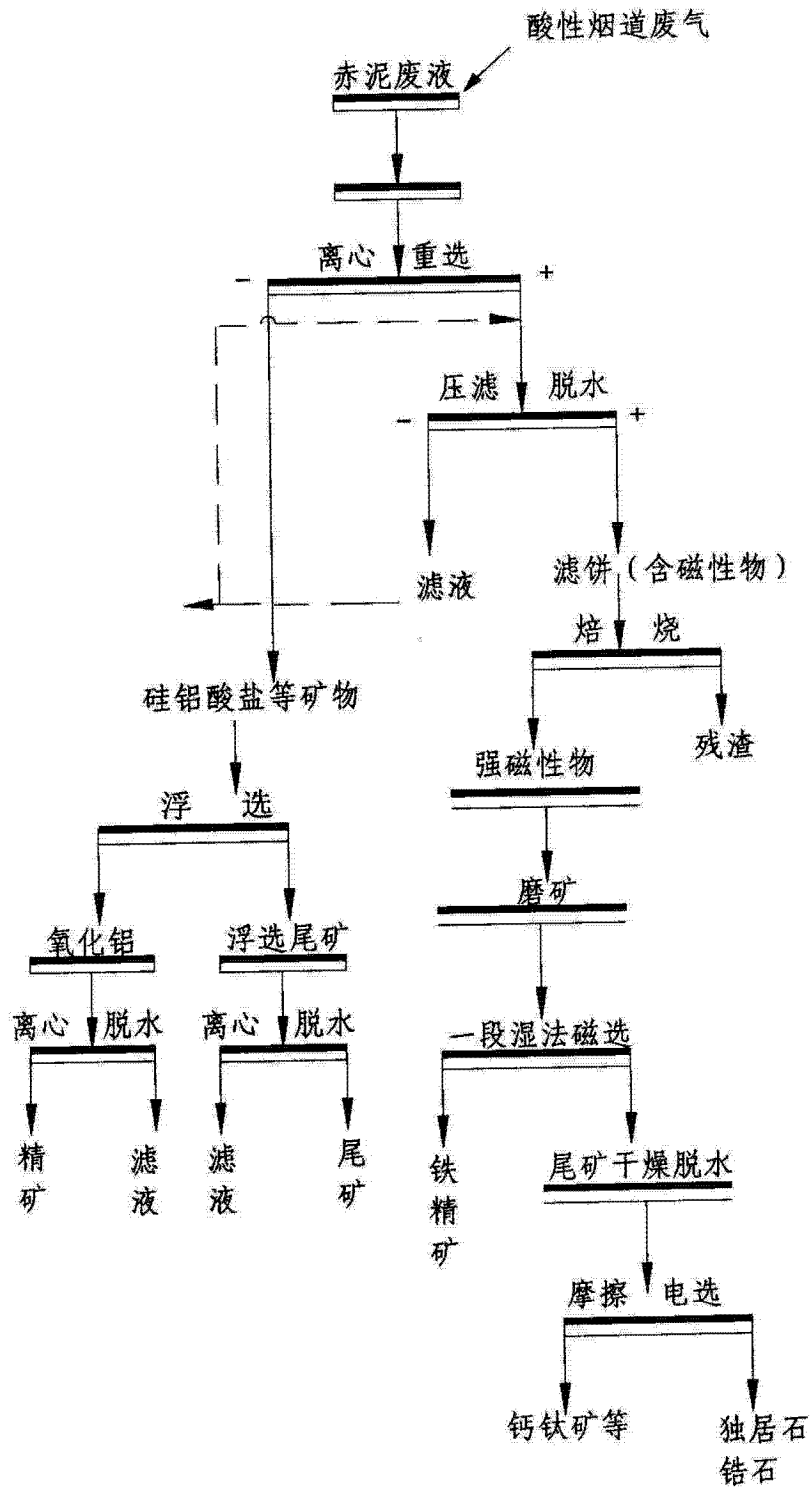 酸性烟道废气
赤泥废液
离心 重选
- +
压滤 脱水
- +
滤液
滤饼（含磁性物）
焙 烧
硅铝酸盐等矿物
残渣
强磁性物
浮 选
磨矿
氧化铝
浮选尾矿
离心 脱水
离心 脱水
一段湿法磁选
精矿
滤液
滤液
尾矿
铁精矿
尾矿干燥脱水
摩擦 电选
钙钛矿等
独居石
锆石